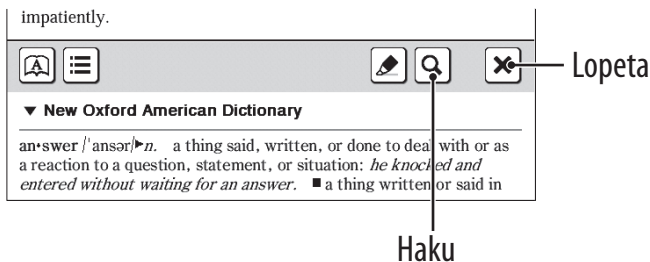 impatiently.
A
Lopeta
▼ New Oxford American Dictionary
an•swer /ˈansər/▶n. a thing said, written, or done to deal with or as
a reaction to a question, statement, or situation: he knocked and
entered without waiting for an answer. ■ a thing written or said in
Haku